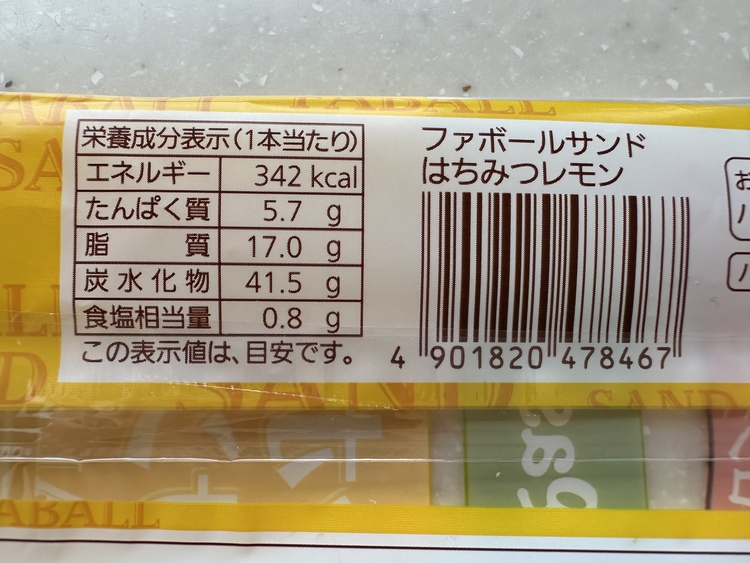 栄養成分表示(1本当たり)
エネルギー 342 kcal
たんぱく質 5.7 g
脂質 17.0 g
炭水化物 41.5 g
食塩相当量 0.8 g
この表示値は、目安です。
ファボールサンド
はちみつレモン
4 901820 478467
SAND
SANDALL
ABALL